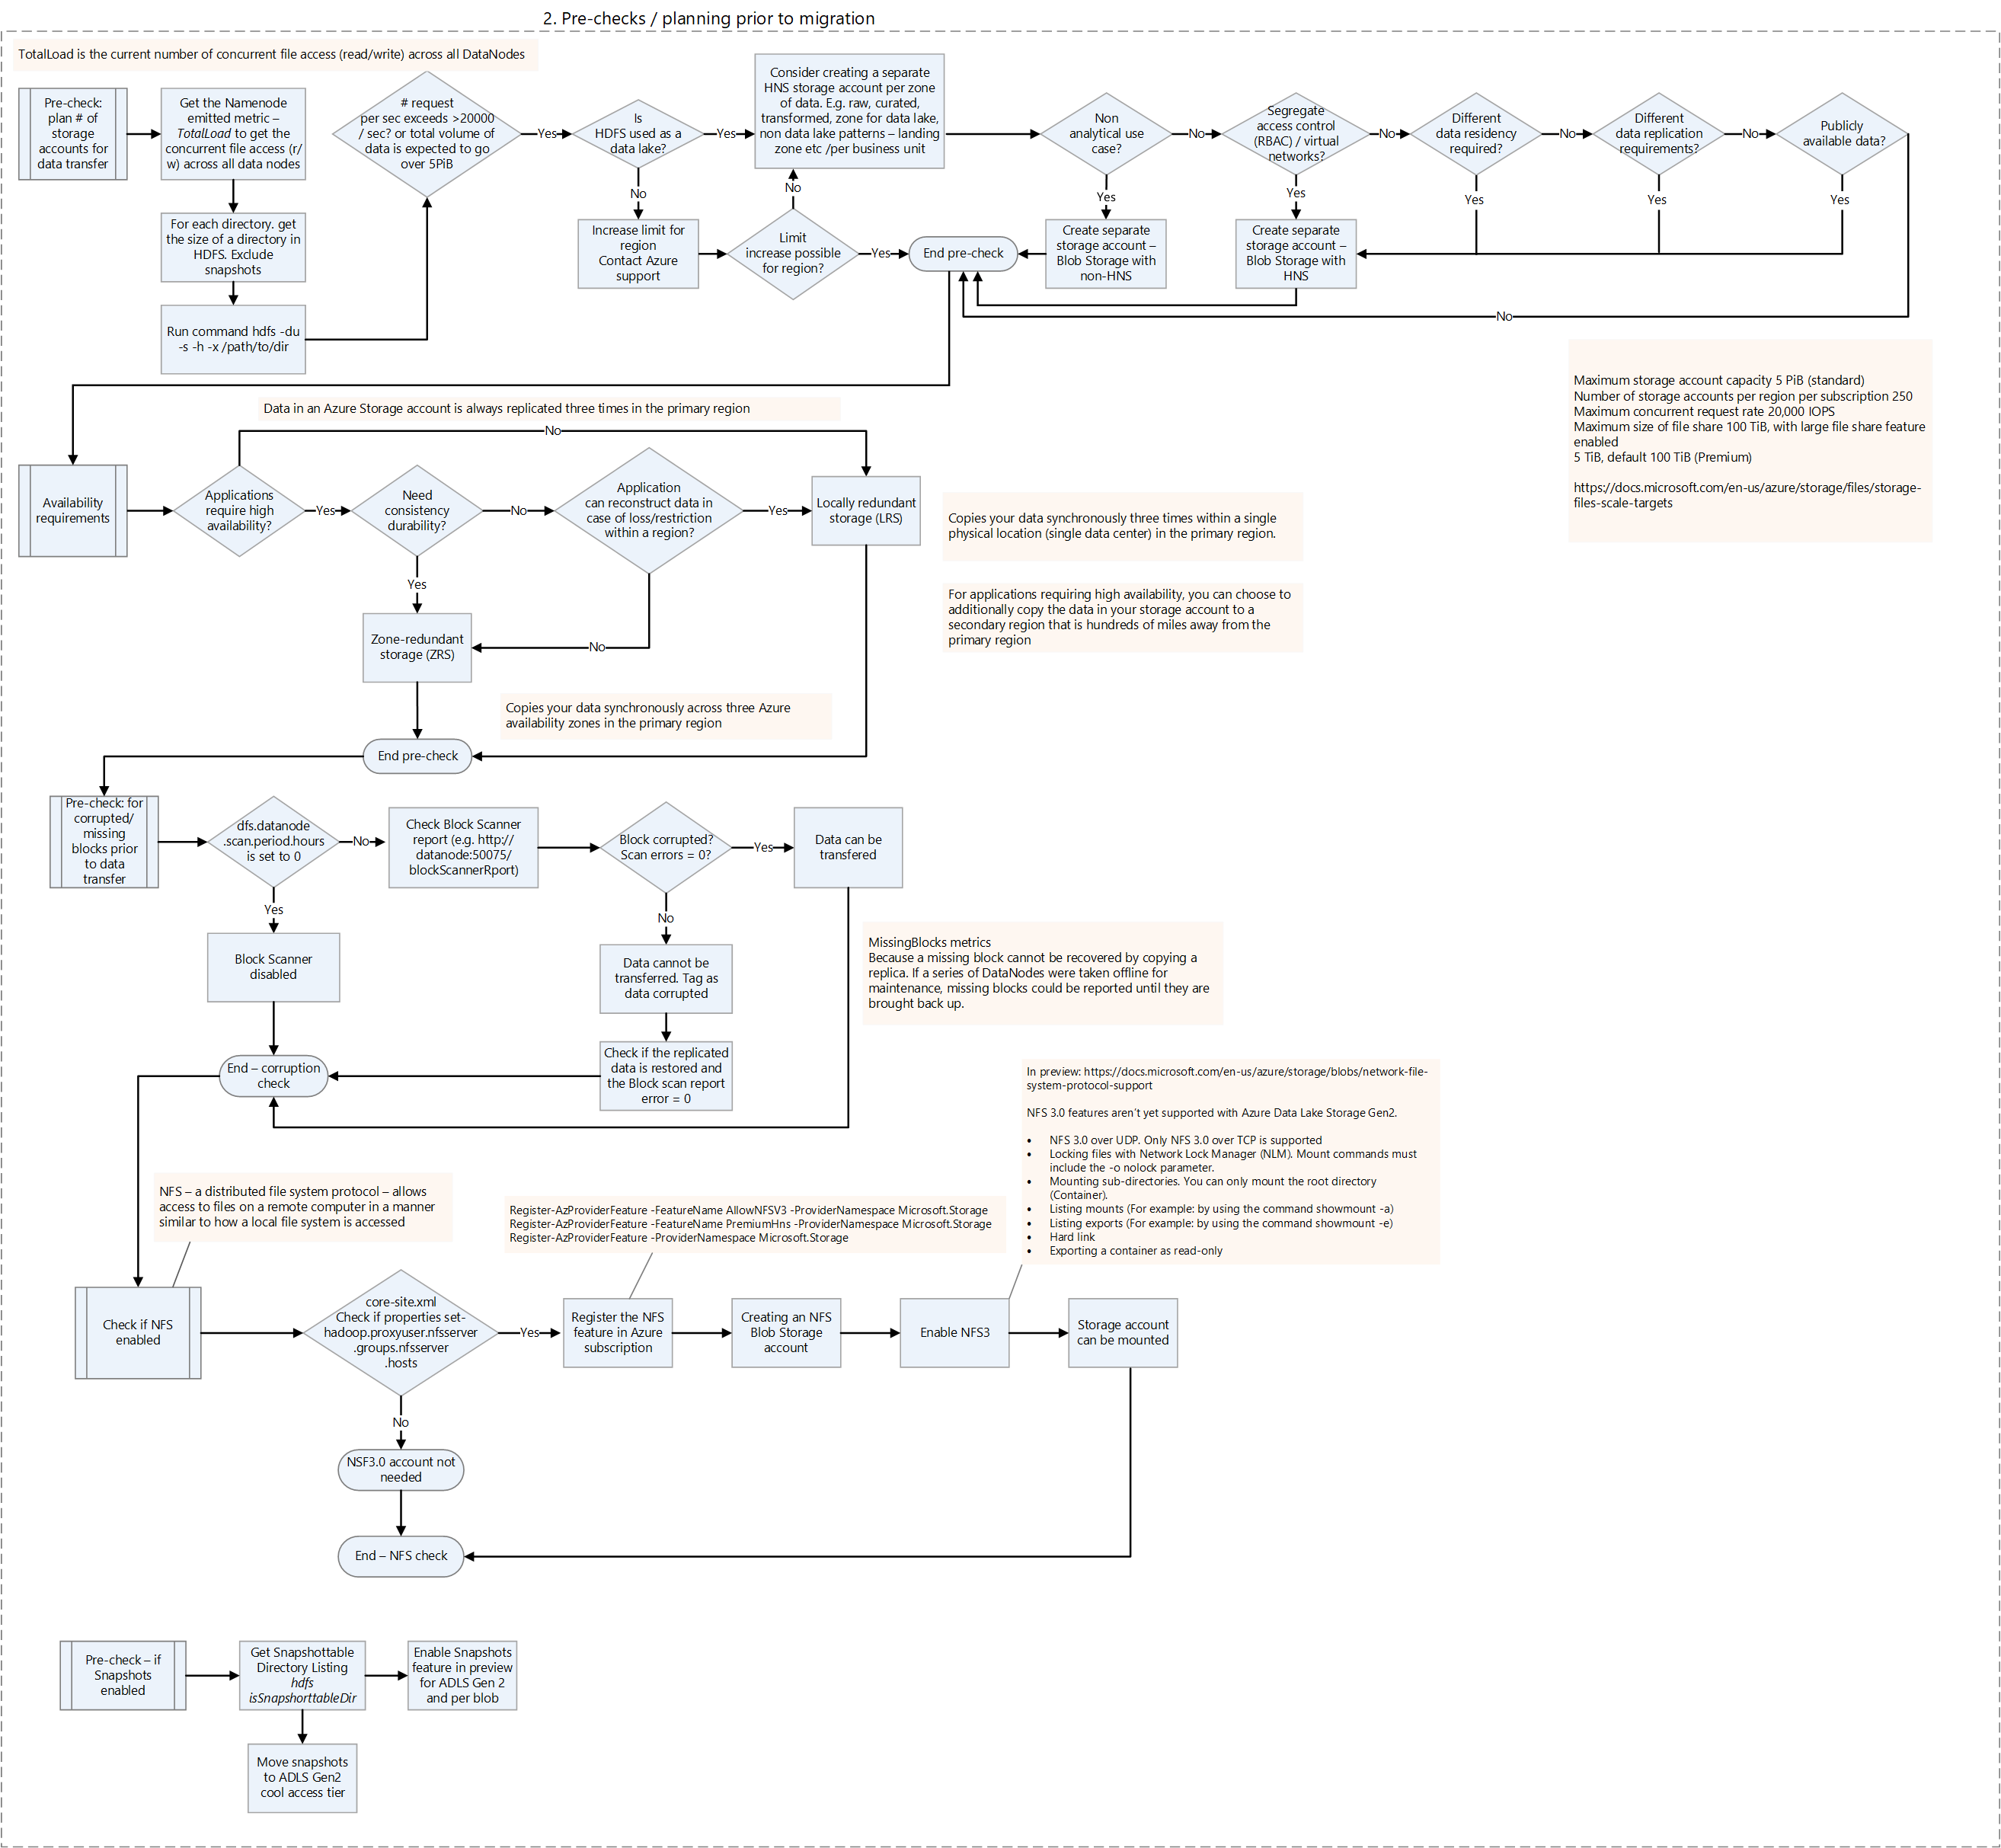 2. Pre-checks / planning prior to migration
TotalLoad is the current number of concurrent file access (read/write) across all DataNodes
Pre-check:
plan # of
storage
accounts for
data transfer
Get the Namenode
emitted metric –
TotalLoad to get the
concurrent file access (r/
w) across all data nodes
For each directory. get
the size of a directory in
HDFS. Exclude
snapshots
Run command hdfs -du
-s -h -x /path/to/dir
# request
per sec exceeds >20000
/ sec? or total volume of
data is expected to go
over 5PiB
Yes
Is
HDFS used as a
data lake?
Yes
No
Increase limit for
region
Contact Azure
support
Limit
increase possible
for region?
No
Yes
Consider creating a separate
HNS storage account per zone
of data. E.g. raw, curated,
transformed, zone for data lake,
non data lake patterns – landing
zone etc /per business unit
End pre-check
Non
analytical use
case?
No
Yes
Create separate
storage account –
Blob Storage with
non-HNS
Segregate
access control
(RBAC) / virtual
networks?
No
Yes
Create separate
storage account –
Blob Storage with
HNS
Different
data residency
required?
No
Yes
Different
data replication
requirements?
No
Yes
Publicly
available data?
Yes
No
Maximum storage account capacity 5 PiB (standard)
Number of storage accounts per region per subscription 250
Maximum concurrent request rate 20,000 IOPS
Maximum size of file share 100 TiB, with large file share feature
enabled
5 TiB, default 100 TiB (Premium)
https://docs.microsoft.com/en-us/azure/storage/files/storage-
files-scale-targets
Data in an Azure Storage account is always replicated three times in the primary region
No
Availability
requirements
Applications
require high
availability?
Yes
Need
consistency
durability?
No
Application
can reconstruct data in
case of loss/restriction
within a region?
Yes
Locally redundant
storage (LRS)
Copies your data synchronously three times within a single
physical location (single data center) in the primary region.
For applications requiring high availability, you can choose to
additionally copy the data in your storage account to a
secondary region that is hundreds of miles away from the
primary region
Yes
Zone-redundant
storage (ZRS)
No
Copies your data synchronously across three Azure
availability zones in the primary region
End pre-check
Pre-check: for
corrupted/
missing
blocks prior
to data
transfer
dfs.datanode
.scan.period.hours
is set to 0
No
Check Block Scanner
report (e.g. http://
datanode:50075/
blockScannerRport)
Block corrupted?
Scan errors = 0?
Yes
Data can be
transfered
Yes
Block Scanner
disabled
No
Data cannot be
transferred. Tag as
data corrupted
Check if the replicated
data is restored and
the Block scan report
error = 0
End – corruption
check
MissingBlocks metrics
Because a missing block cannot be recovered by copying a
replica. If a series of DataNodes were taken offline for
maintenance, missing blocks could be reported until they are
brought back up.
In preview: https://docs.microsoft.com/en-us/azure/storage/blobs/network-file-
system-protocol-support
NFS 3.0 features aren't yet supported with Azure Data Lake Storage Gen2.
• NFS 3.0 over UDP. Only NFS 3.0 over TCP is supported
• Locking files with Network Lock Manager (NLM). Mount commands must
include the -o nolock parameter.
• Mounting sub-directories. You can only mount the root directory
(Container).
• Listing mounts (For example: by using the command showmount -a)
• Listing exports (For example: by using the command showmount -e)
• Hard link
• Exporting a container as read-only
NFS – a distributed file system protocol – allows
access to files on a remote computer in a manner
similar to how a local file system is accessed
Register-AzProviderFeature -FeatureName AllowNFSV3 -ProviderNamespace Microsoft.Storage
Register-AzProviderFeature -FeatureName PremiumHns -ProviderNamespace Microsoft.Storage
Register-AzProviderFeature -ProviderNamespace Microsoft.Storage
Check if NFS
enabled
core-site.xml
Check if properties set-
hadoop.proxyuser.nfsserver
.groups.nfsserver
.hosts
Yes
Register the NFS
feature in Azure
subscription
Creating an NFS
Blob Storage
account
Enable NFS3
Storage account
can be mounted
No
NSF3.0 account not
needed
End – NFS check
Pre-check – if
Snapshots
enabled
Get Snapshottable
Directory Listing
hdfs
isSnapshorttableDir
Enable Snapshots
feature in preview
for ADLS Gen 2
and per blob
Move snapshots
to ADLS Gen2
cool access tier